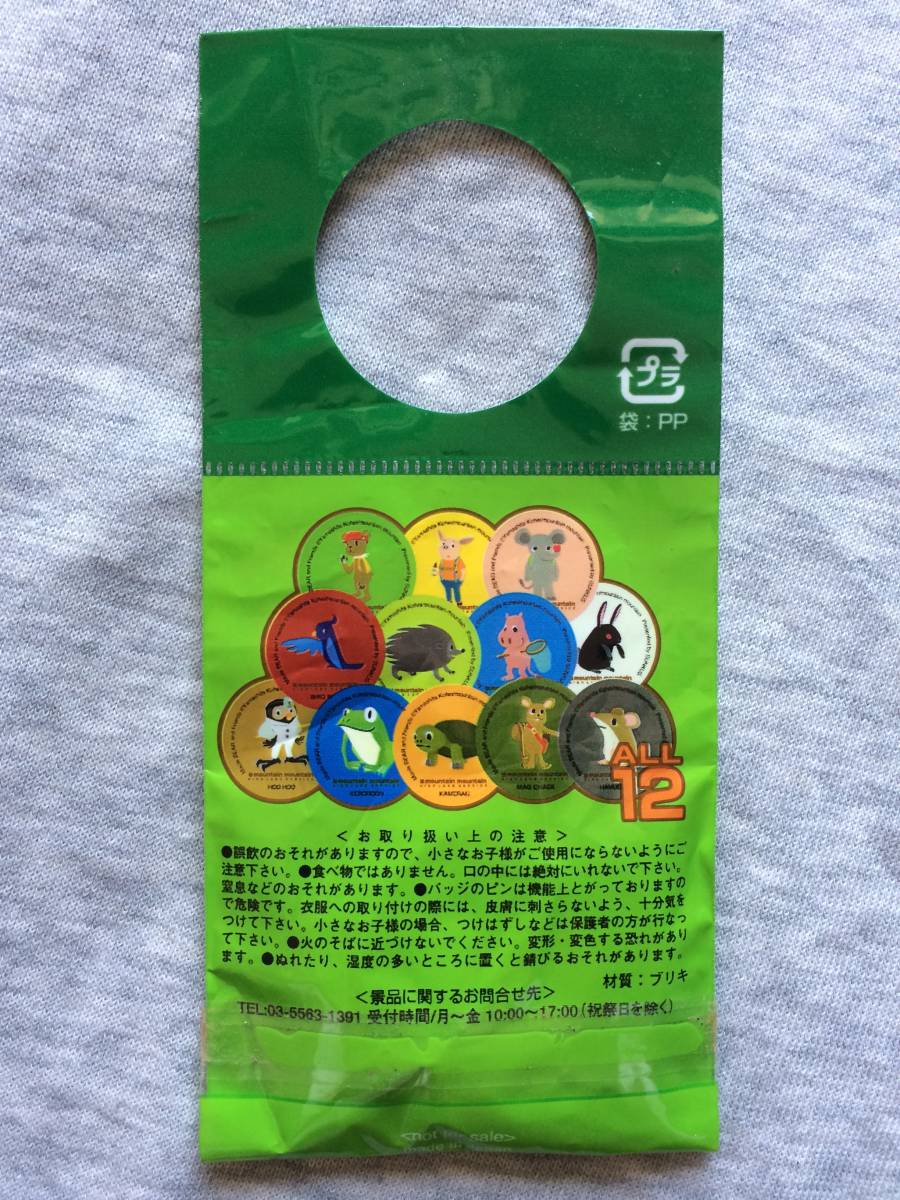 プラ
袋：PP
mountain mountain
HOO HOO
KEROROON
KAMERAN
MAG CHACK
ALL
12
＜お取り扱い上の注意＞
●誤飲のおそれがありますので、小さなお子様がご使用にならないようにご
注意下さい。●食べ物ではありません。口の中には絶対にいれないで下さい。
窒息などのおそれがあります。●バッジのピンは機能上とがっておりますの
で危険です。衣服への取り付けの際には、皮膚に刺さらないよう、十分気を
つけて下さい。小さなお子様の場合、つけはずしなどは保護者の方が行なっ
て下さい。●火のそばに近づけないでください。変形・変色する恐れがあり
ます。●ぬれたり、湿度の多いところに置くと錆びるおそれがあります。
材質：ブリキ
＜景品に関するお問合せ先＞
TEL:03-5563-1391 受付時間/月～金 10:00～17:00（祝祭日を除く）
<not for sale>